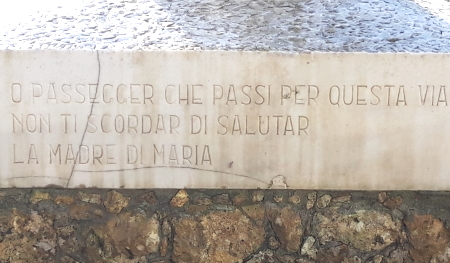 O PASSEGGER CHE PASSI PER QUESTA VIA
NON TI SCORDAR DI SALUTAR
LA MADRE DI MARIA